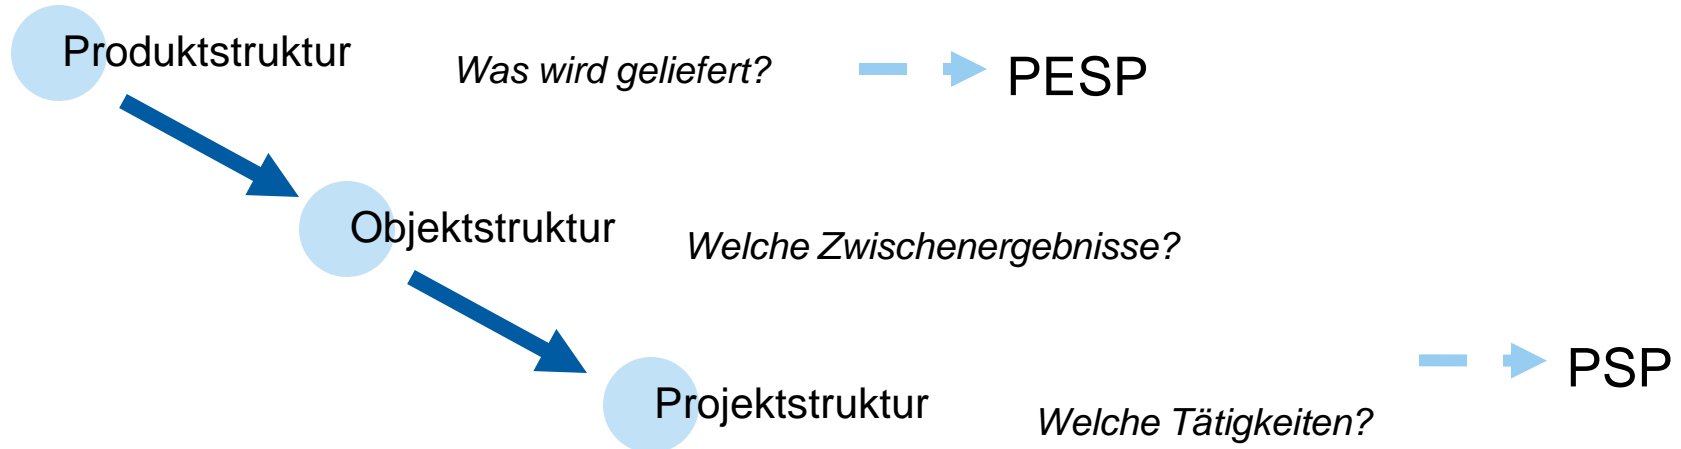 Produktstruktur
Was wird geliefert?
PESP
Objektstruktur
Welche Zwischenergebnisse?
PSP
Projektstruktur
Welche Tätigkeiten?